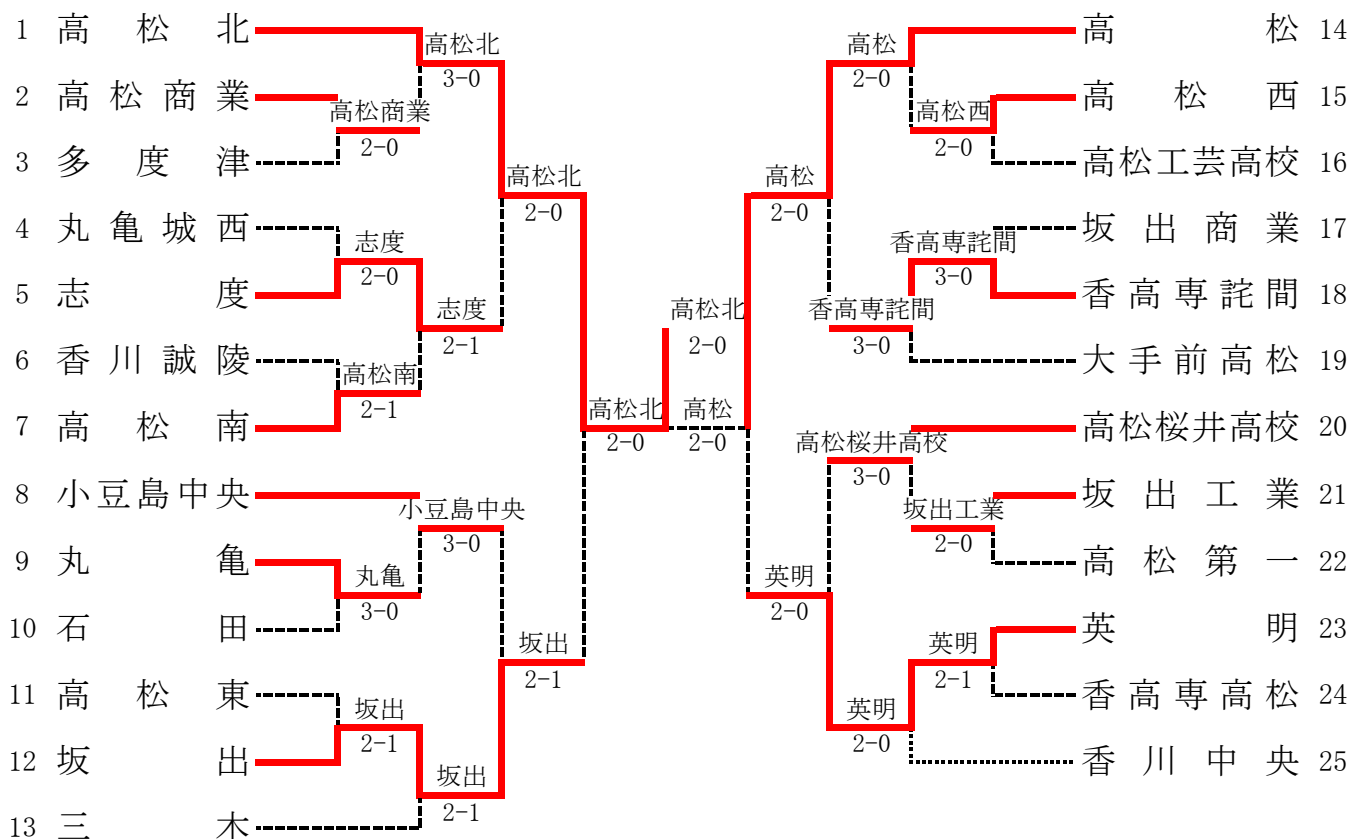 1 高松北
2 高松商業
3 多度津
4 丸亀城西
5 志度
6 香川誠陵
7 高松南
8 小豆島中央
9 丸亀
10 石田
11 高松東
12 坂出
13 三木
高松北
3-0
高松商業
2-0
高松北
2-0
志度
2-0
志度
2-1
高松南
2-1
高松北
2-0
小豆島中央
3-0
丸亀
3-0
坂出
2-1
坂出
2-1
坂出
2-1
高松北
2-0
高松
2-0
高松
2-0
高松西
2-0
高松
2-0
香高専詫間
3-0
香高専詫間
3-0
高松桜井高校
3-0
坂出工業
2-0
英明
2-0
英明
2-1
英明
2-0
高松 14
高松西 15
高松工芸高校 16
坂出商業 17
香高専詫間 18
大手前高松 19
高松桜井高校 20
坂出工業 21
高松第一 22
英明 23
香高専高松 24
香川中央 25